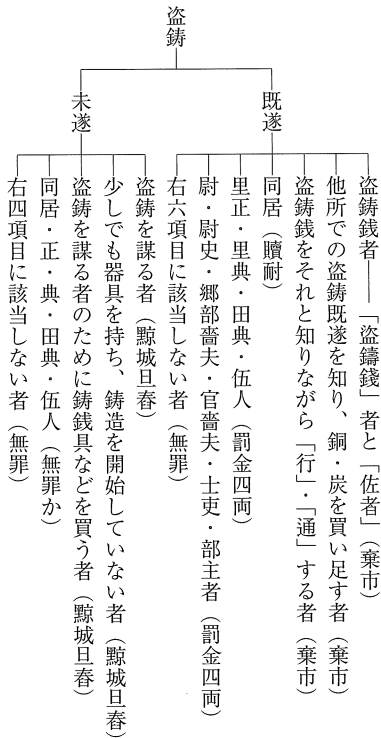 盗鋳
既遂
盗鋳銭者――「盗鑄錢」者と「佐者」（棄市）
他所での盗鋳既遂を知り、銅・炭を買い足す者（棄市）
盗鋳銭をそれと知りながら「行」・「通」する者（棄市）
同居（贖耐）
里正・里典・田典・伍人（罰金四両）
尉・尉史・郷部嗇夫・官嗇夫・士吏・部主者（罰金四両）
右六項目に該当しない者（無罪）
未遂
盗鋳を謀る者（黥城旦舂）
少しでも器具を持ち、鋳造を開始していない者（黥城旦舂）
盗鋳を謀る者のために鋳銭具などを買う者（黥城旦舂）
同居・正・典・田典・伍人（無罪か）
右四項目に該当しない者（無罪）